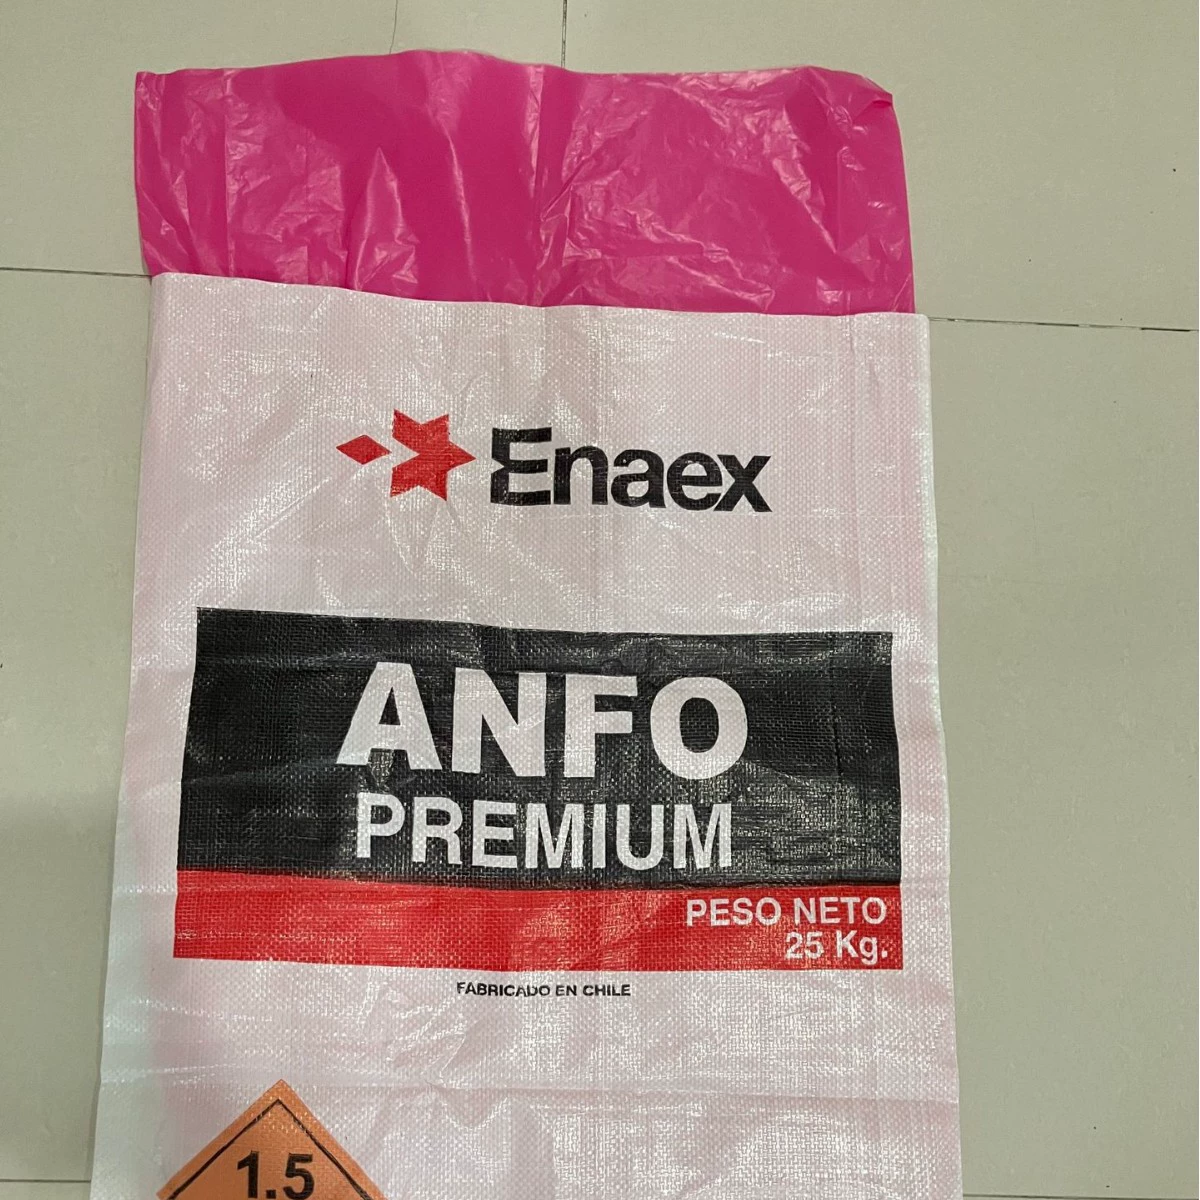 Enaex
ANFO
PREMIUM
PESO NETO
25 Kg.
FABRICADO EN CHILE
1.5